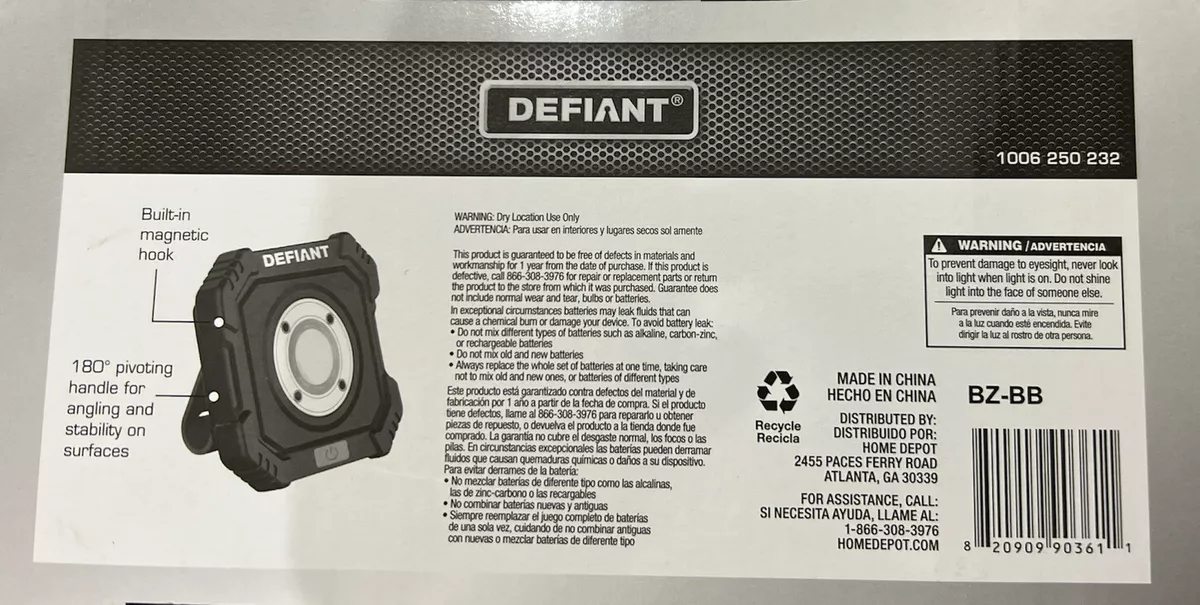 DEFIANT®
1006 250 232
Built-in
magnetic
hook
180° pivoting
handle for
angling and
stability on
surfaces
DEFIANT
WARNING: Dry Location Use Only
ADVERTENCIA: Para usar en interiores y lugares secos sol amente
This product is guaranteed to be free of defects in materials and
workmanship for 1 year from the date of purchase. If this product is
defective, call 866-308-3976 for repair or replacement parts or return
the product to the store from which it was purchased. Guarantee does
not include normal wear and tear, bulbs or batteries.
In exceptional circumstances batteries may leak fluids that can
cause a chemical burn or damage your device. To avoid battery leak:
• Do not mix different types of batteries such as alkaline, carbon-zinc,
or rechargeable batteries
• Do not mix old and new batteries
• Always replace the whole set of batteries at one time, taking care
not to mix old and new ones, or batteries of different types
Este producto está garantizado contra defectos del material y de
fabricación por 1 año a partir de la fecha de compra. Si el producto
tiene defectos, llame al 866-308-3976 para repararlo u obtener
piezas de repuesto, o devuelva el producto a la tienda donde fue
comprado. La garantía no cubre el desgaste normal, los focos o las
pilas. En circunstancias excepcionales las baterías pueden derramar
fluidos que causan quemaduras químicas o daños a su dispositivo.
Para evitar derrames de la batería:
• No mezclar baterías de diferente tipo como las alcalinas,
las de zinc-carbono o las recargables
• No combinar baterías nuevas y antiguas
• Siempre reemplazar el juego completo de baterías
de una sola vez, cuidando de no combinar antiguas
con nuevas o mezclar baterías de diferente tipo
WARNING /ADVERTENCIA
To prevent damage to eyesight, never look
into light when light is on. Do not shine
light into the face of someone else.
Para prevenir daño a la vista, nunca mire
a la luz cuando esté encendida. Evite
dirigir la luz al rostro de otra persona.
Recycle
Recicla
MADE IN CHINA
HECHO EN CHINA
DISTRIBUTED BY:
DISTRIBUIDO POR:
HOME DEPOT
2455 PACES FERRY ROAD
ATLANTA, GA 30339
FOR ASSISTANCE, CALL:
SI NECESITA AYUDA, LLAME AL:
1-866-308-3976
HOMEDEPOT.COM
BZ-BB
8 20909 90361 1